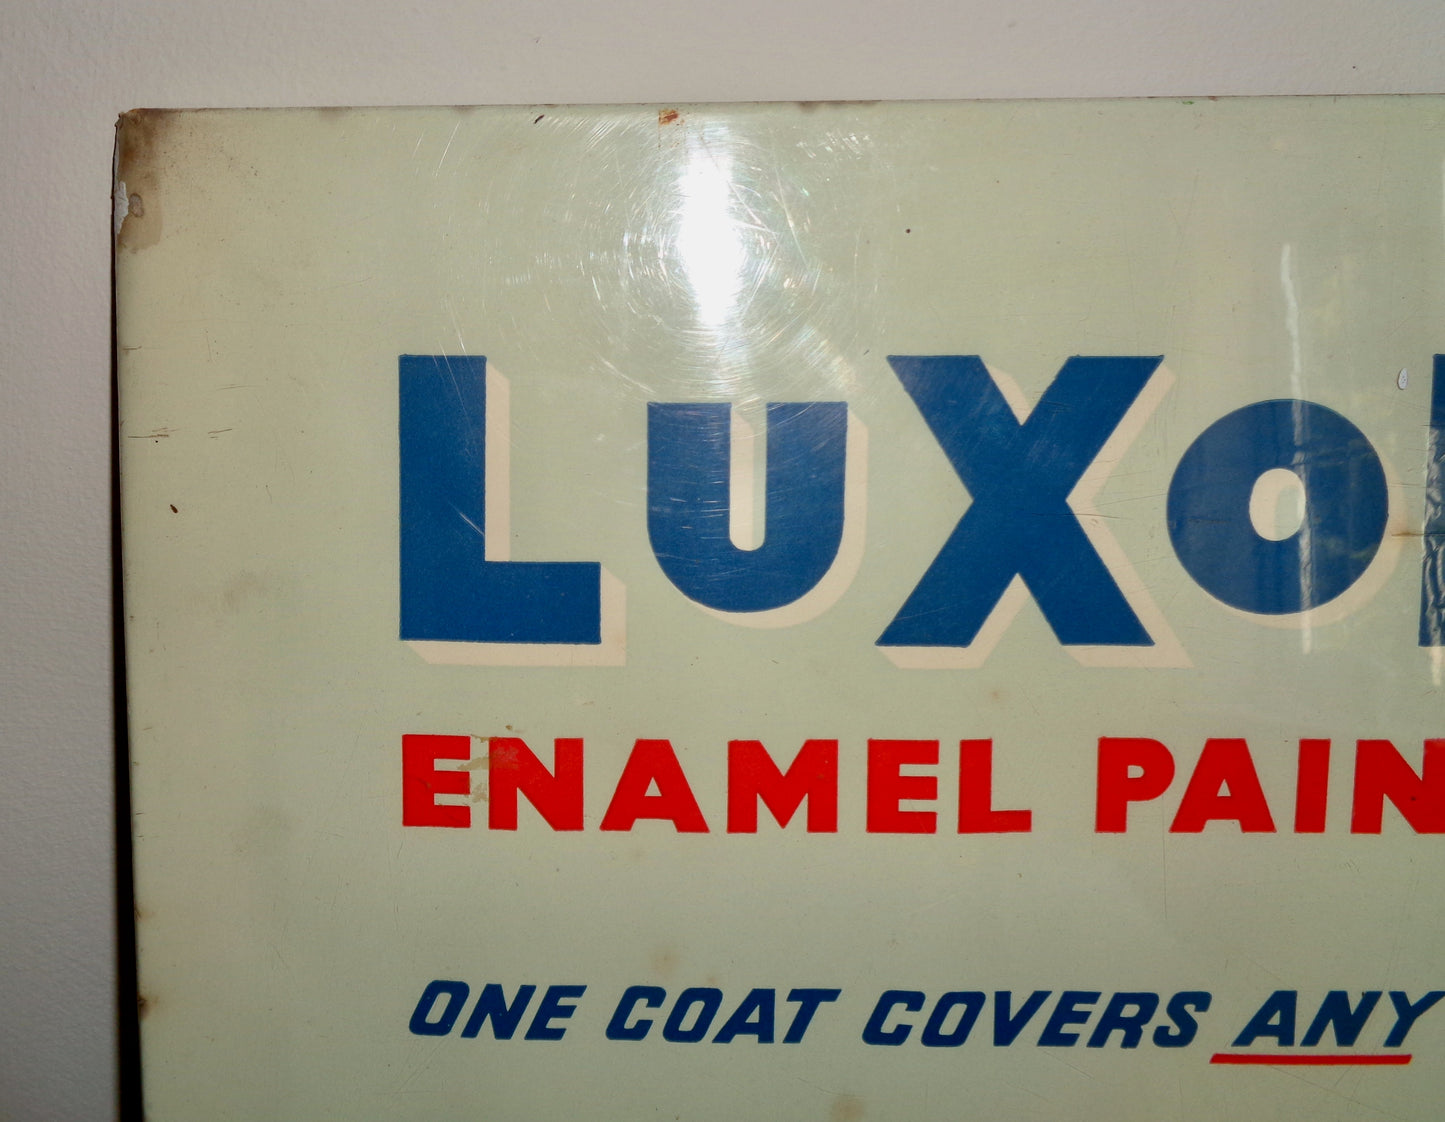 LuXo
ENAMEL PAIN
ONE COAT COVERS ANY